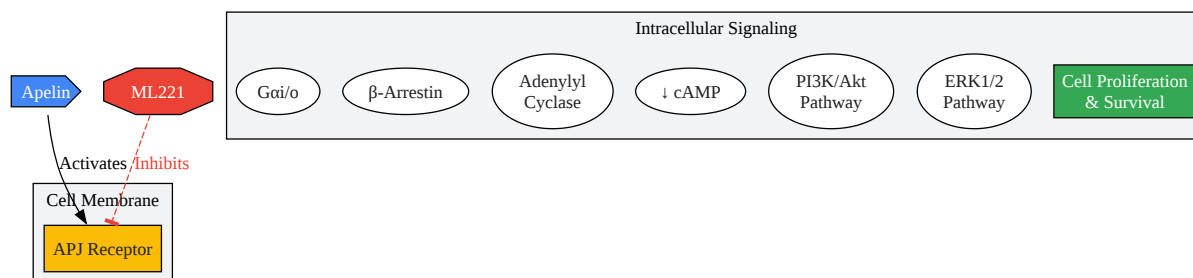 Intracellular Signaling
Apelin
ML221
Gαi/o
β-Arrestin
Adenylyl
Cyclase
↓ cAMP
PI3K/Akt
Pathway
ERK1/2
Pathway
Cell Proliferation
& Survival
Activates
Inhibits
Cell Membrane
APJ Receptor